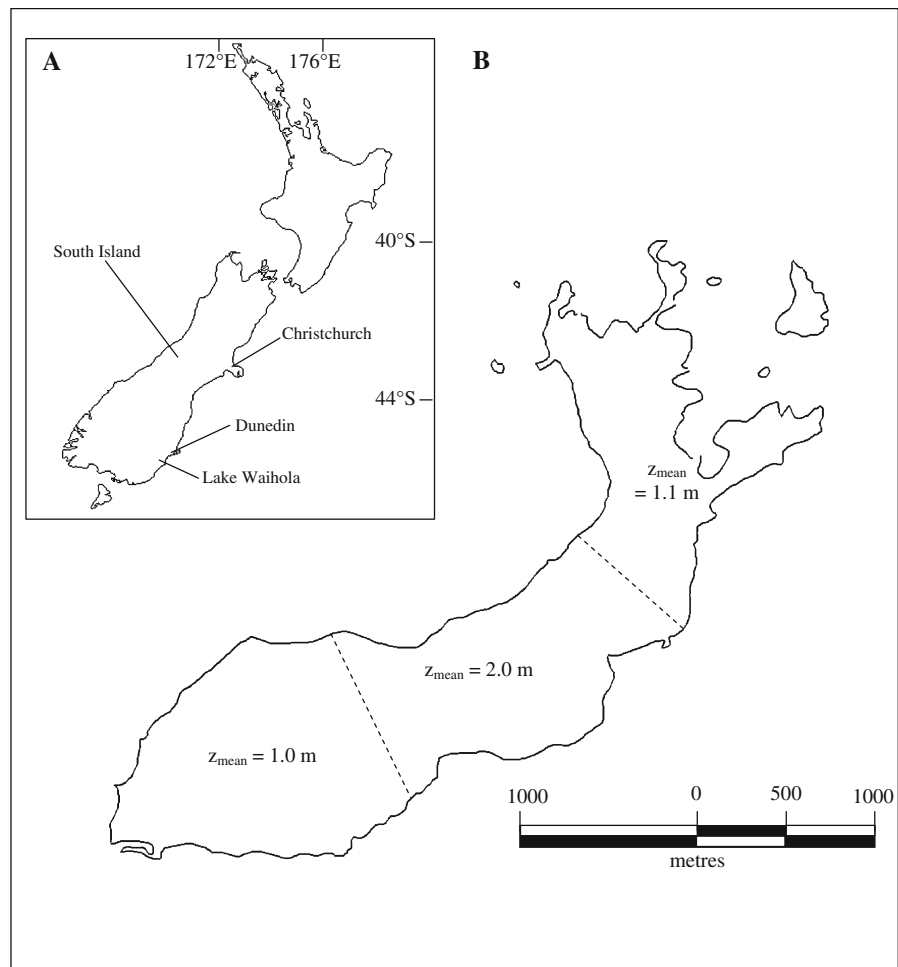 A
172°E 176°E
B
40°S
South Island
Christchurch
44°S
Dunedin
Lake Waihola
zmean
= 1.1 m
zmean = 2.0 m
zmean = 1.0 m
1000 0 500 1000
metres